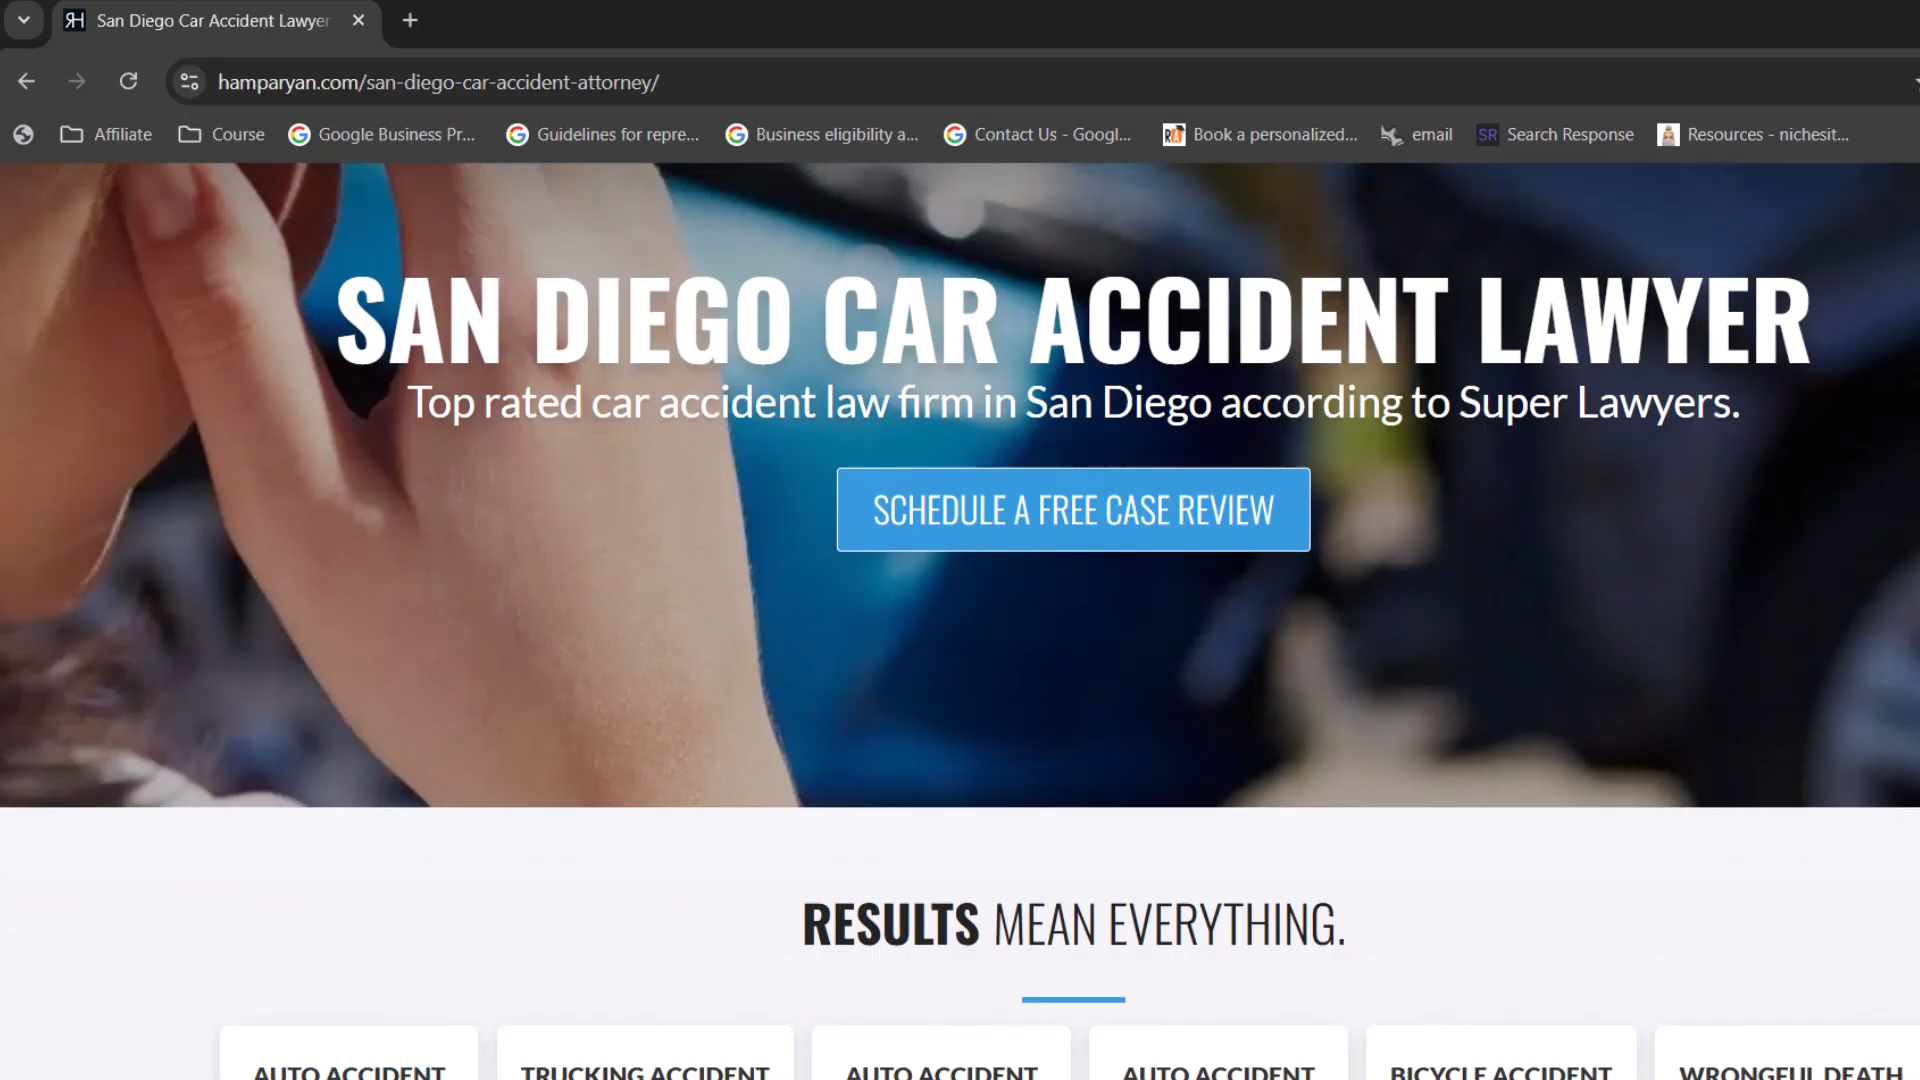 RH San Diego Car Accident Lawyer
hamparyan.com/san-diego-car-accident-attorney/
Affiliate Course Google Business Pr... Guidelines for repre... Business eligibility a... Contact Us - Googl... Book a personalized... email SR Search Response Resources - nichesit...
SAN DIEGO CAR ACCIDENT LAWYER
Top rated car accident law firm in San Diego according to Super Lawyers.
SCHEDULE A FREE CASE REVIEW
RESULTS MEAN EVERYTHING.
AUTO ACCIDENT TRUCKING ACCIDENT AUTO ACCIDENT AUTO ACCIDENT BICYCLE ACCIDENT WRONGFUL DEATH